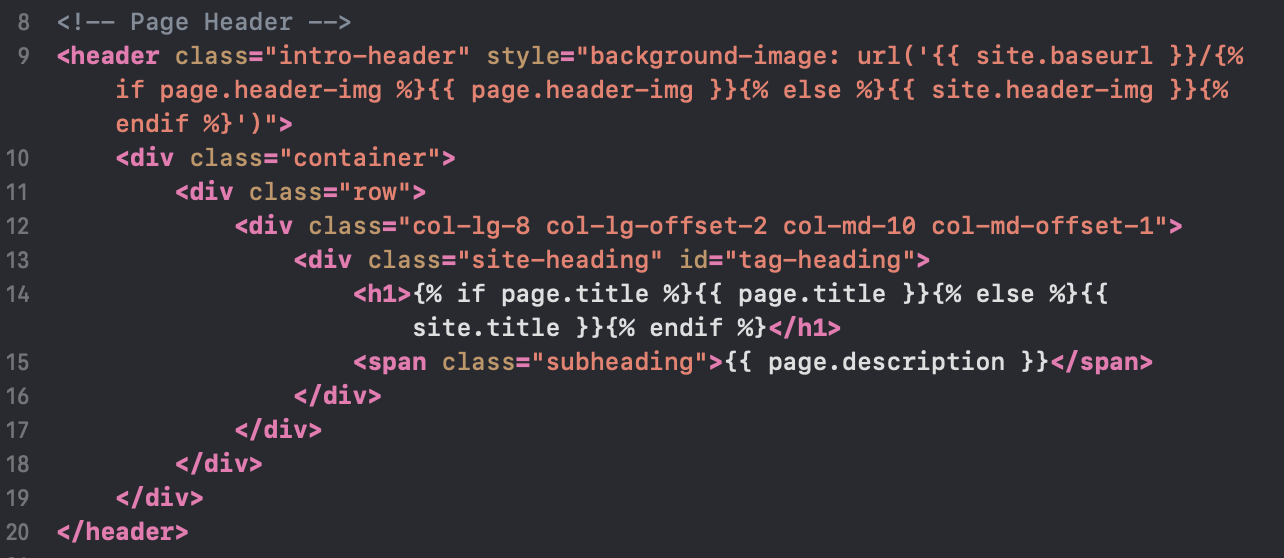 8 <!-- Page Header -->
9 <header class="intro-header" style="background-image: url('{{ site.baseurl }}/{%
if page.header-img %}{{ page.header-img }}{% else %}{{ site.header-img }}{%
endif %}')">
10 <div class="container">
11 <div class="row">
12 <div class="col-lg-8 col-lg-offset-2 col-md-10 col-md-offset-1">
13 <div class="site-heading" id="tag-heading">
14 <h1>{% if page.title %}{{ page.title }}{% else %}{{
site.title }}{% endif %}</h1>
15 <span class="subheading">{{ page.description }}</span>
16 </div>
17 </div>
18 </div>
19 </div>
20 </header>